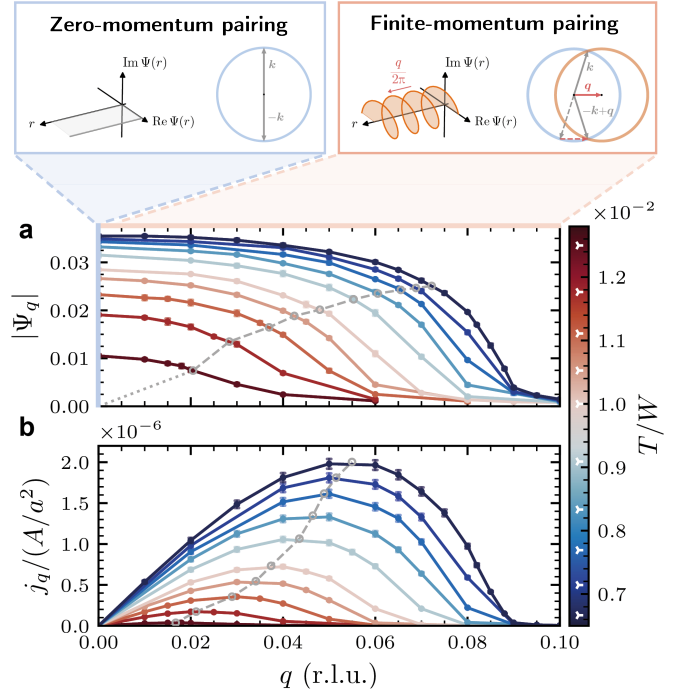 Zero-momentum pairing
Finite-momentum pairing
Im Ψ(r)
r
Re Ψ(r)
k
−k
q/2π
Im Ψ(r)
r
Re Ψ(r)
k
q
−k+q
a
|Ψq|
0.03
0.02
0.01
0.00
b
×10−6
jq/(A/a2)
2.0
1.5
1.0
0.5
0.0
0.00 0.02 0.04 0.06 0.08 0.10
q (r.l.u.)
×10−2
1.2
1.1
1.0
0.9
0.8
0.7
T/W